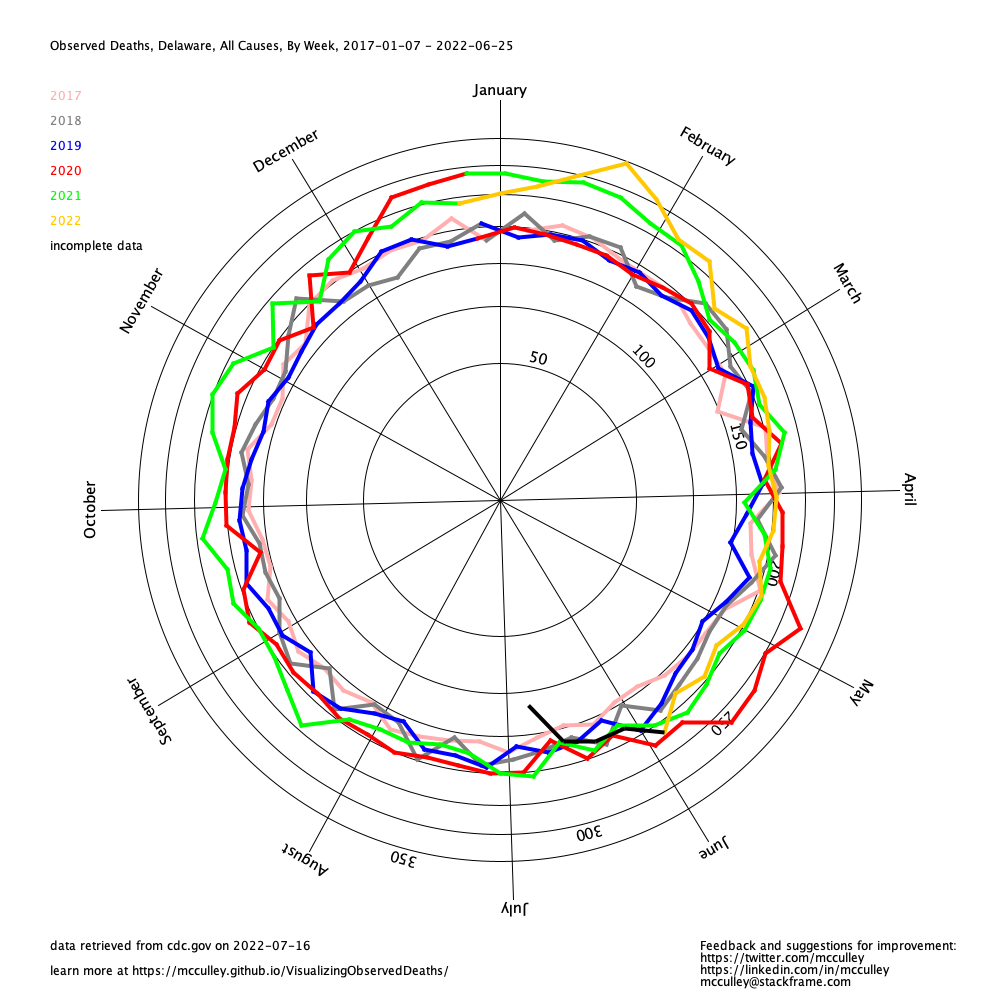 Observed Deaths, Delaware, All Causes, By Week, 2017-01-07 - 2022-06-25
2017
2018
2019
2020
2021
2022
incomplete data
January
February
March
April
May
June
July
August
September
October
November
December
50
100
150
200
250
300
350
data retrieved from cdc.gov on 2022-07-16
learn more at https://mcculley.github.io/VisualizingObservedDeaths/
Feedback and suggestions for improvement:
https://twitter.com/mcculley
https://linkedin.com/in/mcculley
mcculley@stackframe.com